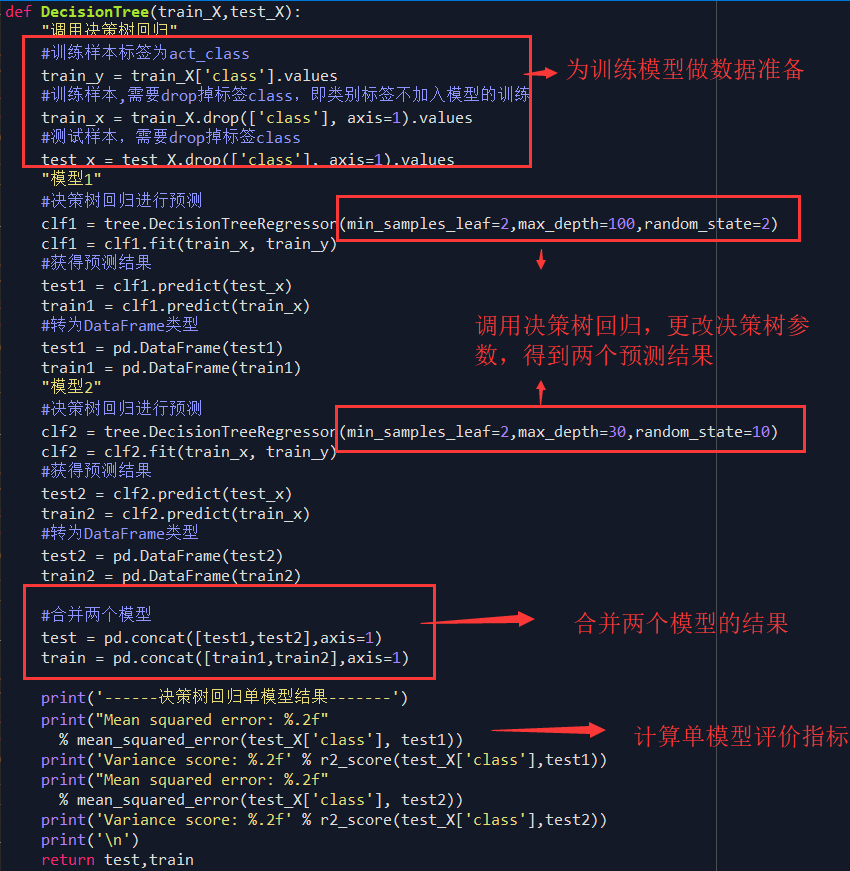 def DecisionTree(train_X,test_X):
"调用决策树回归"
#训练样本标签为act_class
train_y = train_X['class'].values
为训练模型做数据准备
#训练样本,需要drop掉标签class，即类别标签不加入模型的训练
train_x = train_X.drop(['class'], axis=1).values
#测试样本，需要drop掉标签class
test_x = test_X.drop(['class'], axis=1).values
"模型1"
#决策树回归进行预测
clf1 = tree.DecisionTreeRegressor(min_samples_leaf=2,max_depth=100,random_state=2)
clf1 = clf1.fit(train_x, train_y)
#获得预测结果
test1 = clf1.predict(test_x)
train1 = clf1.predict(train_x)
#转为DataFrame类型
test1 = pd.DataFrame(test1)
train1 = pd.DataFrame(train1)
调用决策树回归，更改决策树参
数，得到两个预测结果
"模型2"
#决策树回归进行预测
clf2 = tree.DecisionTreeRegressor(min_samples_leaf=2,max_depth=30,random_state=10)
clf2 = clf2.fit(train_x, train_y)
#获得预测结果
test2 = clf2.predict(test_x)
train2 = clf2.predict(train_x)
#转为DataFrame类型
test2 = pd.DataFrame(test2)
train2 = pd.DataFrame(train2)
#合并两个模型
test = pd.concat([test1,test2],axis=1)
train = pd.concat([train1,train2],axis=1)
合并两个模型的结果
print('------决策树回归单模型结果-------')
print("Mean squared error: %.2f"
% mean_squared_error(test_X['class'], test1))
计算单模型评价指标
print('Variance score: %.2f' % r2_score(test_X['class'],test1))
print("Mean squared error: %.2f"
% mean_squared_error(test_X['class'], test2))
print('Variance score: %.2f' % r2_score(test_X['class'],test2))
print('\n')
return test,train